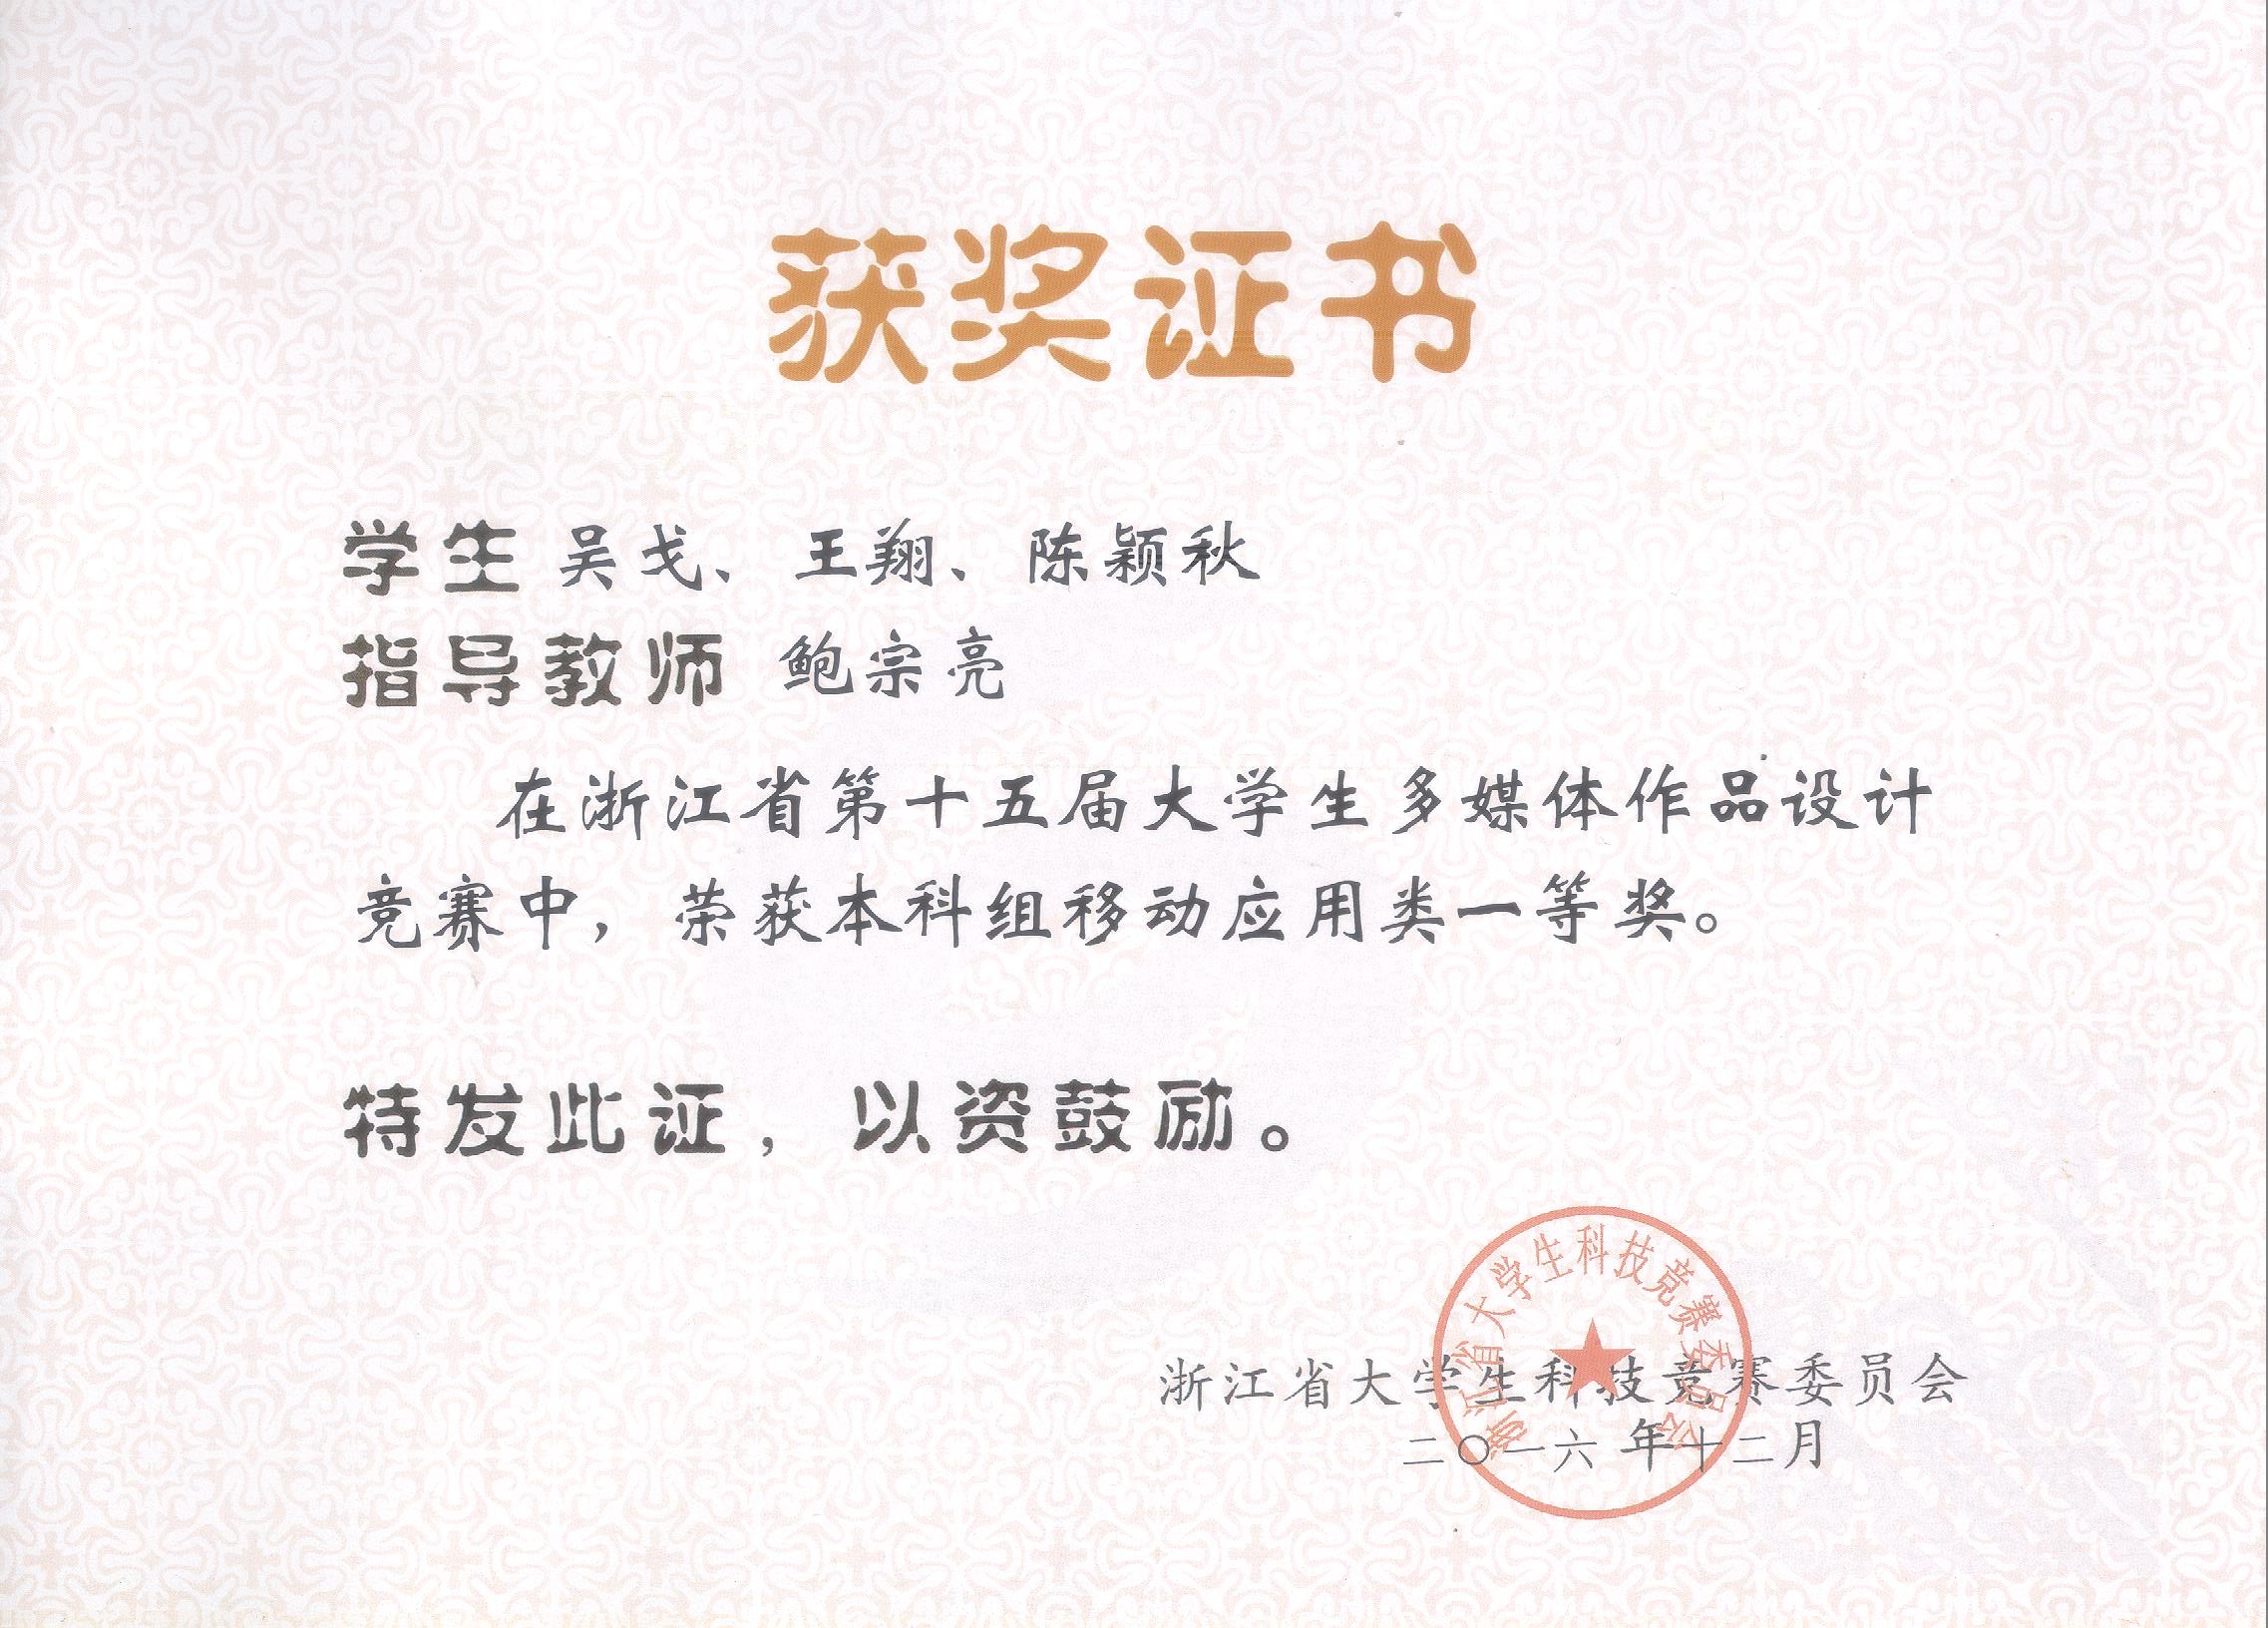 获奖证书
学生 吴戈、王翔、陈颖秋
指导教师 鲍宗亮
在浙江省第十五届大学生多媒体作品设计
竞赛中，荣获本科组移动应用类一等奖。
特发此证，以资鼓励。
浙江省大学生科技竞赛委员会
浙江省大学生科技竞赛委员会
二〇一六年十二月